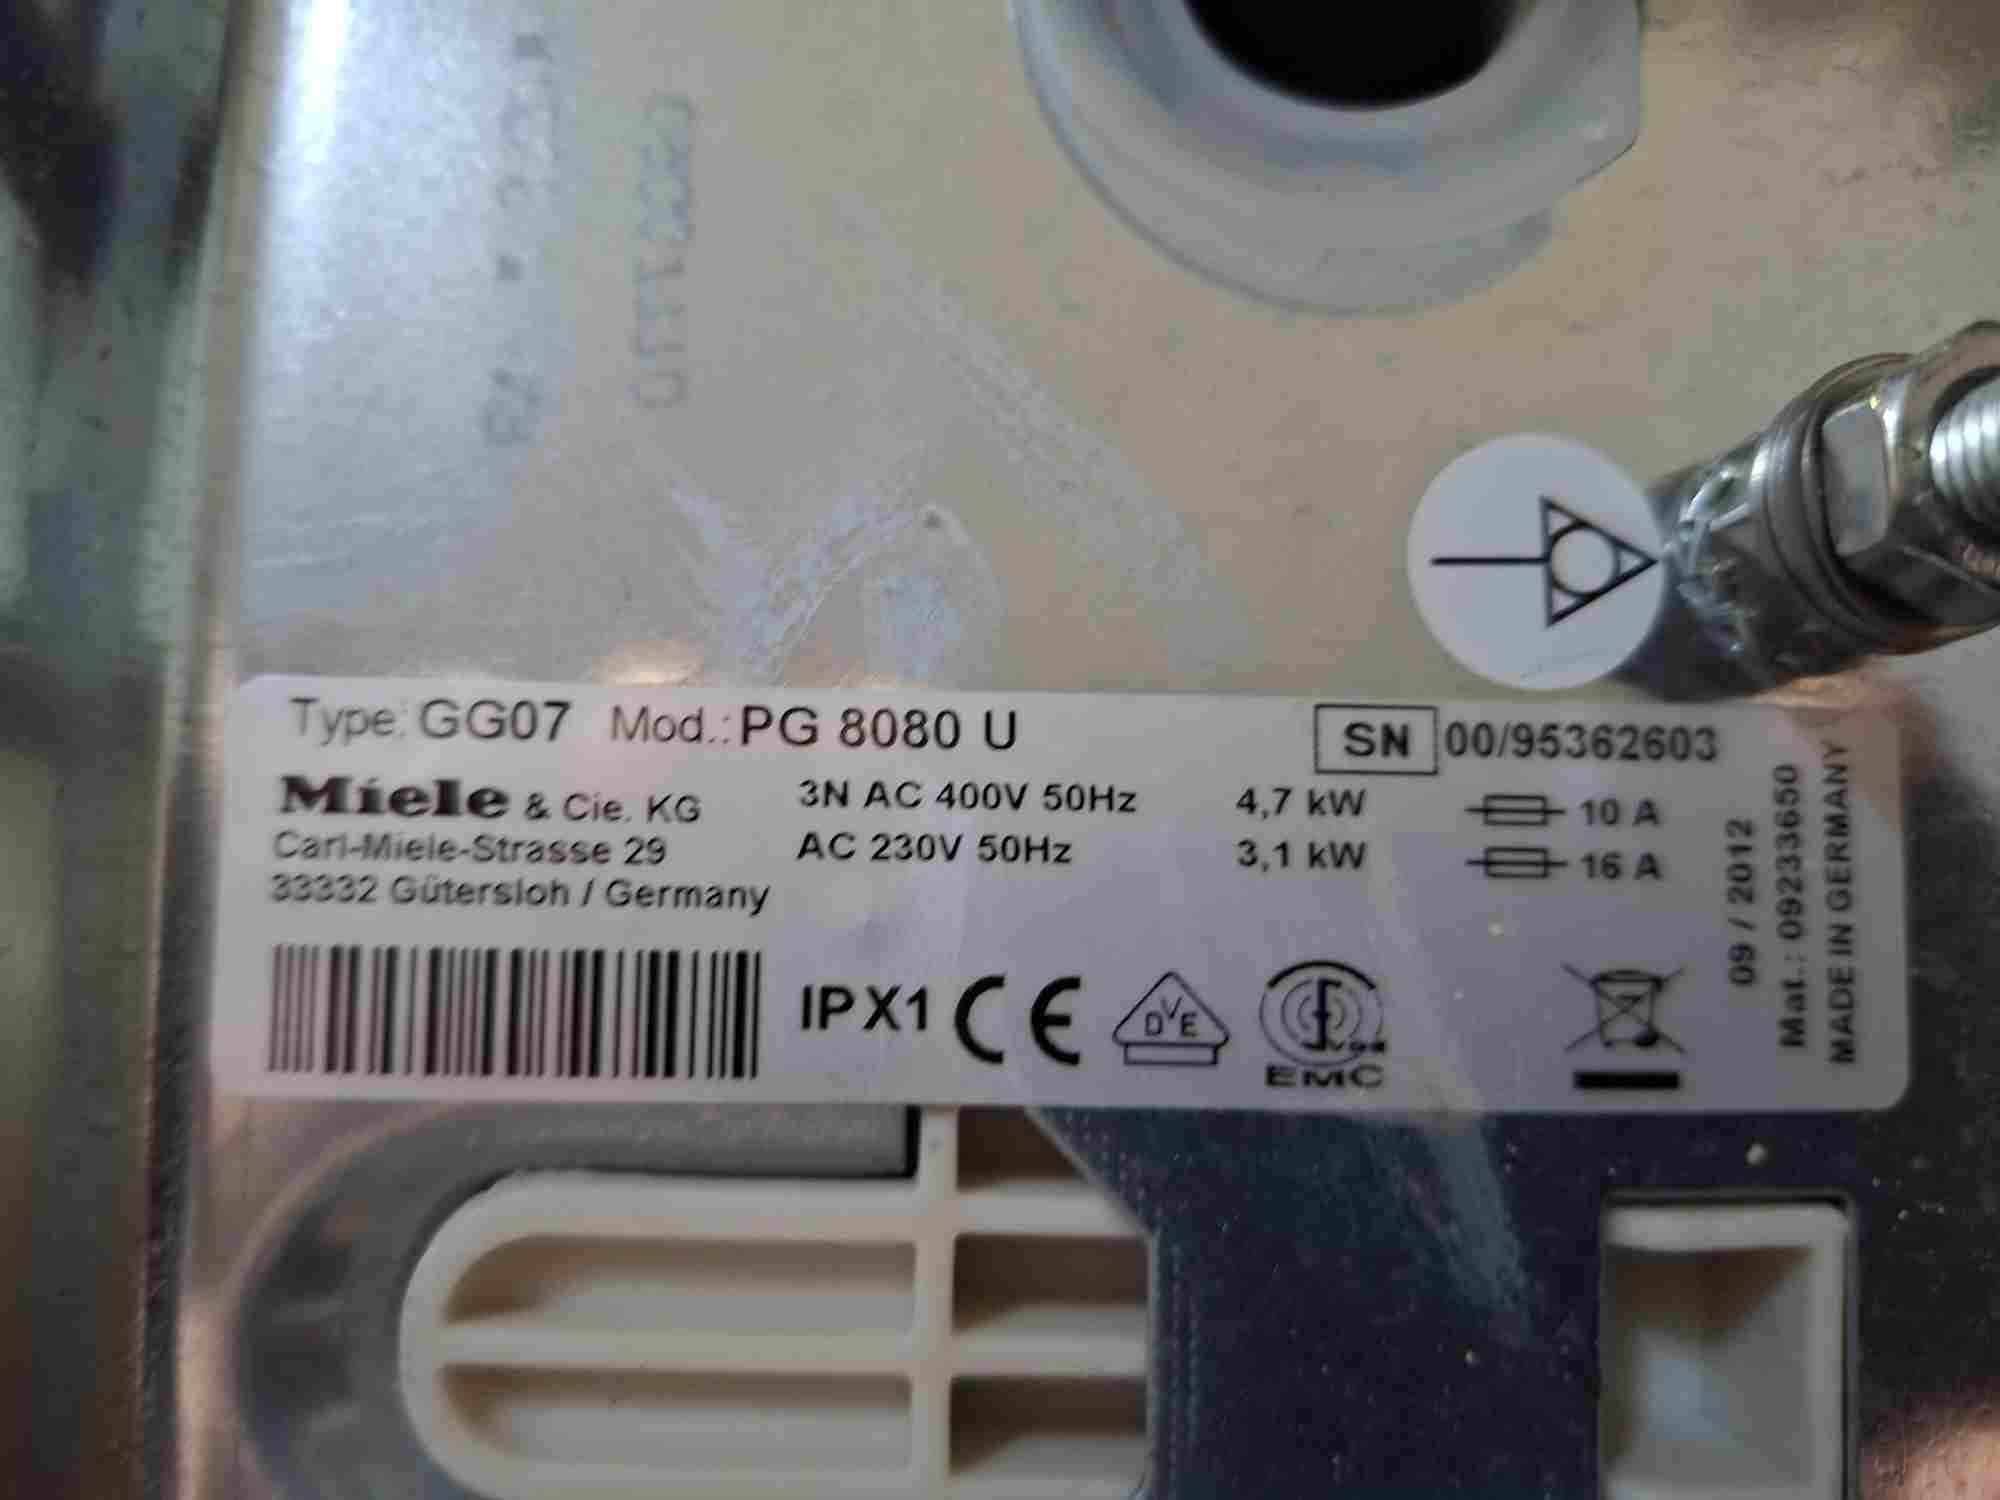 Type: GG07 Mod.: PG 8080 U
SN 00/95362603
Miele & Cie. KG
Carl-Miele-Strasse 29
33332 Gütersloh / Germany
3N AC 400V 50Hz 4,7 kW 10 A
AC 230V 50Hz 3,1 kW 16 A
IPX1 CE
DVE
EMC
09 / 2012
Mat.: 09233650
MADE IN GERMANY